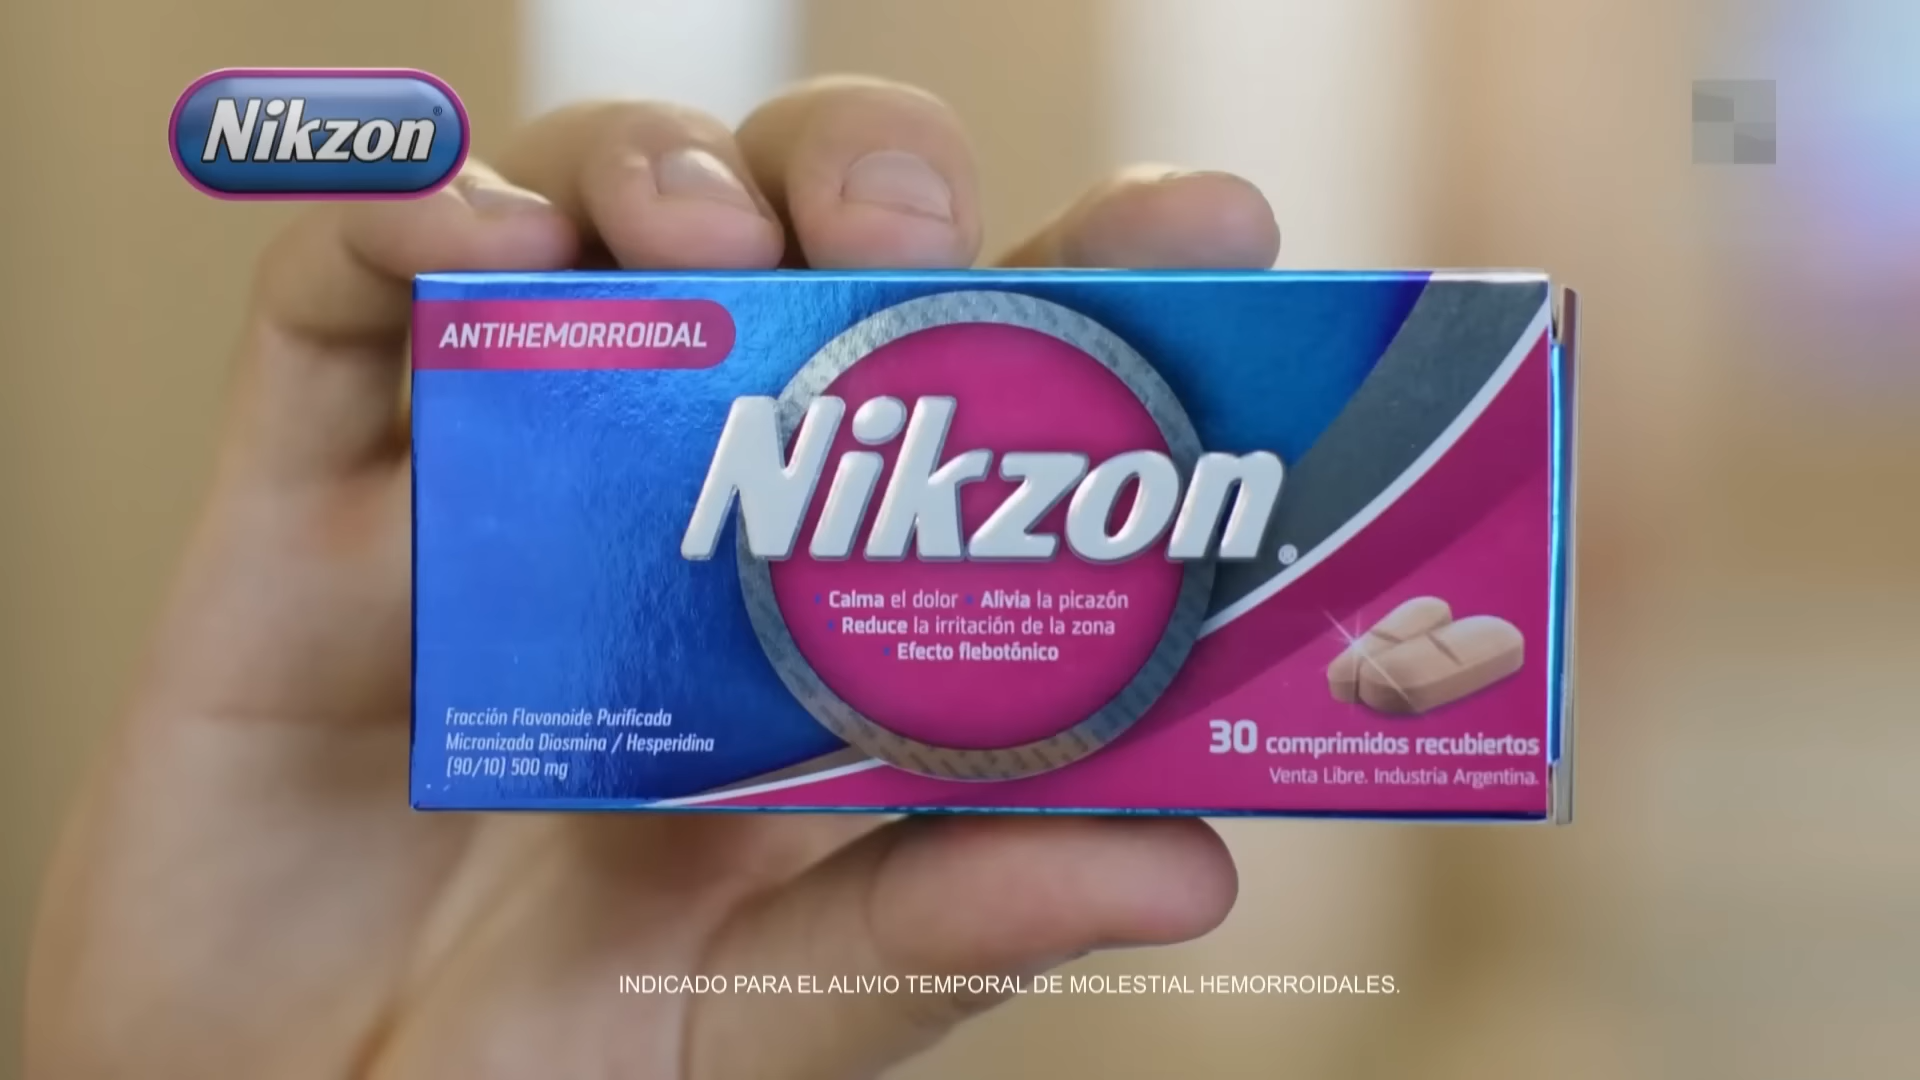 Nikzon®
ANTIHEMORROIDAL
Nikzon®
• Calma el dolor • Alivia la picazón
• Reduce la irritación de la zona
• Efecto flebotónico
Fracción Flavonoide Purificada
Micronizada Diosmina / Hesperidina
(90/10) 500 mg
30 comprimidos recubiertos
Venta Libre. Industria Argentina.
INDICADO PARA EL ALIVIO TEMPORAL DE MOLESTIAL HEMORROIDALES.